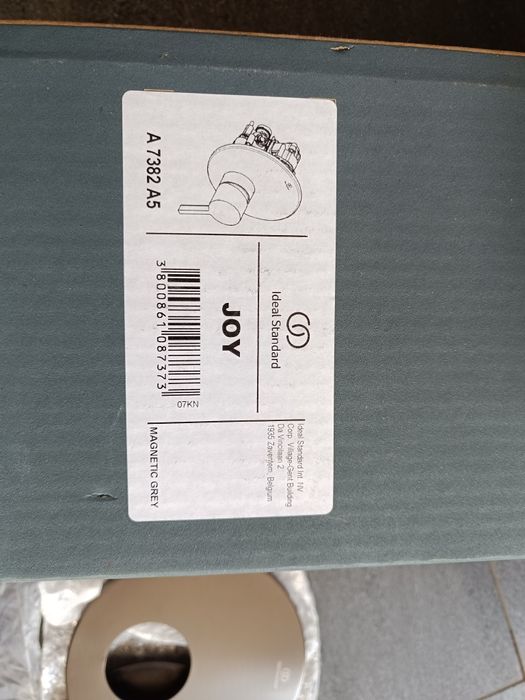 A 7382 A5
Ideal Standard
JOY
3 800861 087373
07KN
Ideal Standard Int. NV
Corp. Village-Gent Building
Da Vincilaan 2
1935 Zaventem, Belgium
MAGNETIC GREY